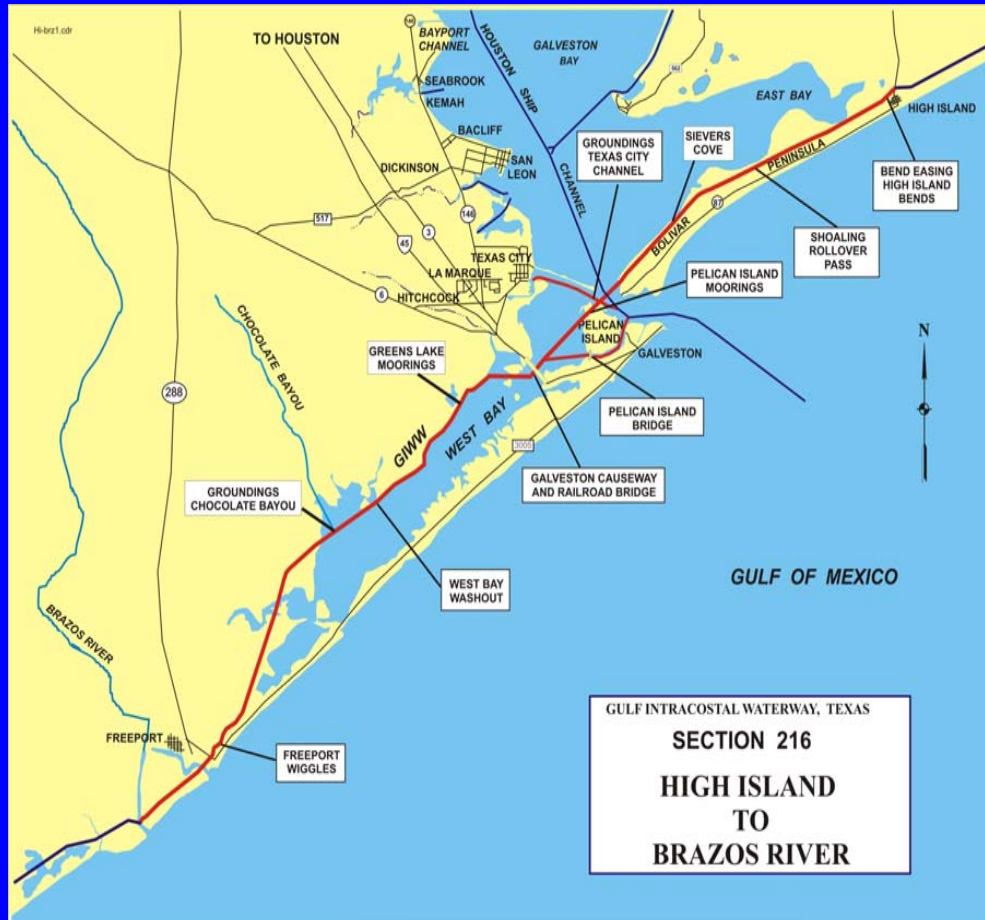 Hi-brz1.cdr
TO HOUSTON
146
BAYPORT
CHANNEL
HOUSTON SHIP CHANNEL
GALVESTON
BAY
562
SEABROOK
KEMAH
EAST BAY
HIGH ISLAND
BACLIFF
SAN
LEON
DICKINSON
GROUNDINGS
TEXAS CITY
CHANNEL
SIEVERS
COVE
BEND EASING
HIGH ISLAND
BENDS
BOLIVAR PENINSULA
87
SHOALING
ROLLOVER
PASS
517
146
3
45
6
TEXAS CITY
LA MARQUE
HITCHCOCK
PELICAN ISLAND
MOORINGS
PELICAN
ISLAND
GALVESTON
CHOCOLATE BAYOU
GREENS LAKE
MOORINGS
N
288
PELICAN ISLAND
BRIDGE
GIWW
WEST BAY
3005
GALVESTON CAUSEWAY
AND RAILROAD BRIDGE
GROUNDINGS
CHOCOLATE BAYOU
WEST BAY
WASHOUT
GULF OF MEXICO
BRAZOS RIVER
FREEPORT
FREEPORT
WIGGLES
GULF INTRACOSTAL WATERWAY, TEXAS
SECTION 216
HIGH ISLAND
TO
BRAZOS RIVER